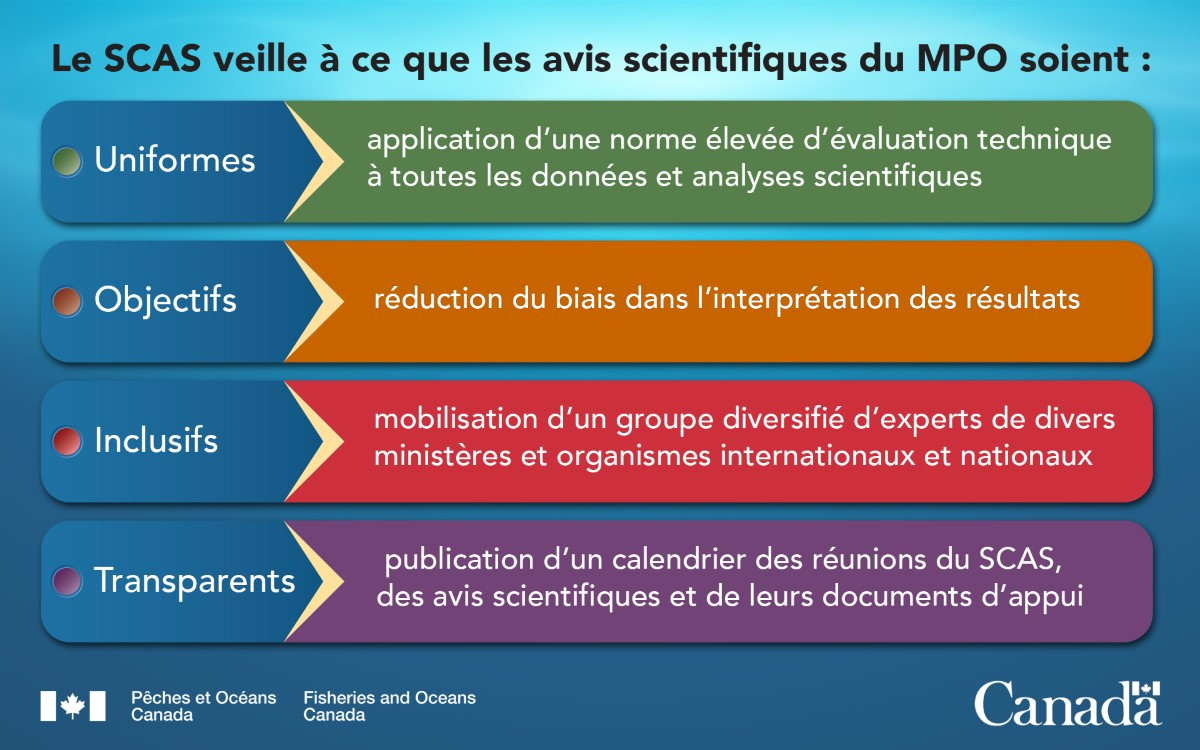 Le SCAS veille à ce que les avis scientifiques du MPO soient :
Uniformes
application d’une norme élevée d’évaluation technique
à toutes les données et analyses scientifiques
Objectifs
réduction du biais dans l’interprétation des résultats
Inclusifs
mobilisation d’un groupe diversifié d’experts de divers
ministères et organismes internationaux et nationaux
Transparents
publication d’un calendrier des réunions du SCAS,
des avis scientifiques et de leurs documents d’appui
Pêches et Océans
Canada
Fisheries and Oceans
Canada
Canada